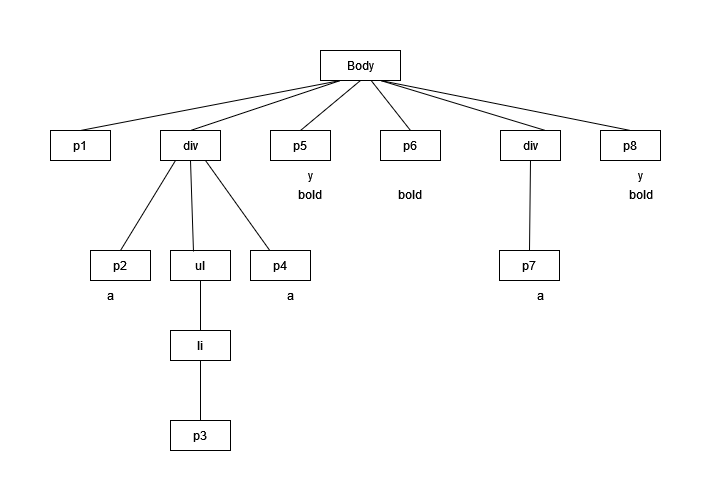 Body
p1 div p5 p6 div p8
y y
bold bold bold
p2 ul p4 p7
a a a
li
p3